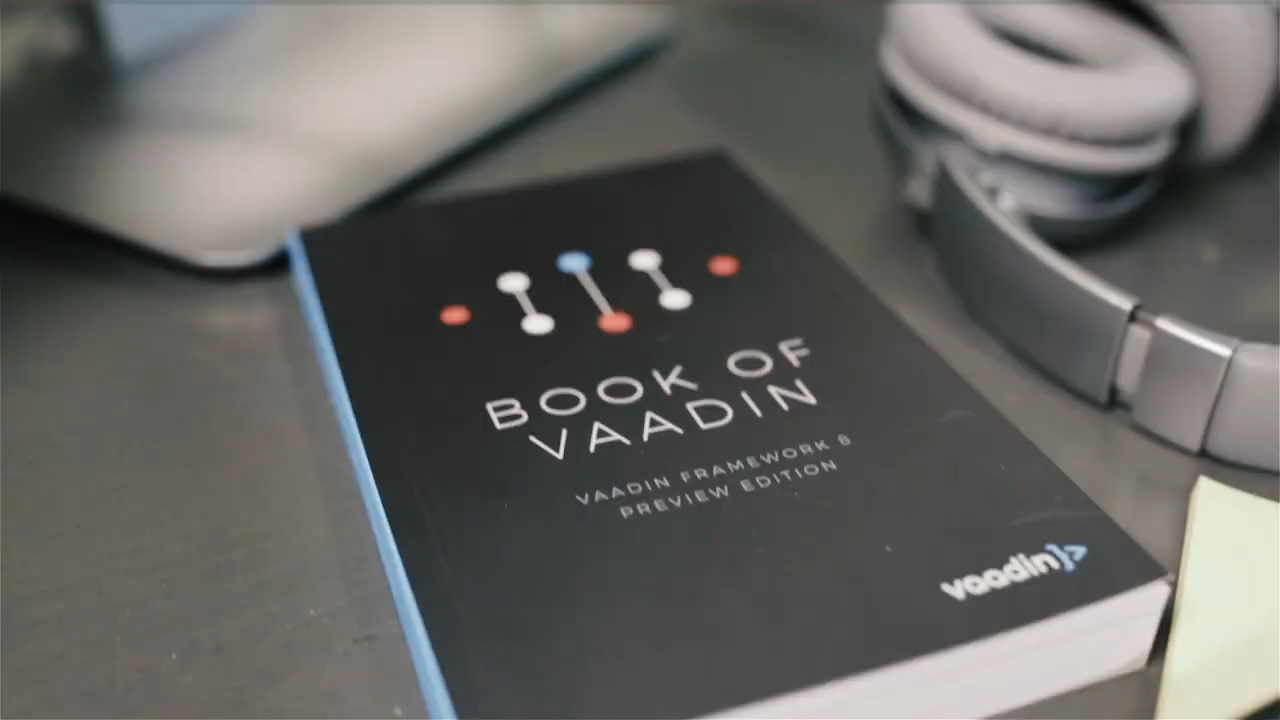 BOOK OF
VAADIN
VAADIN FRAMEWORK 8
PREVIEW EDITION
vaadin}>